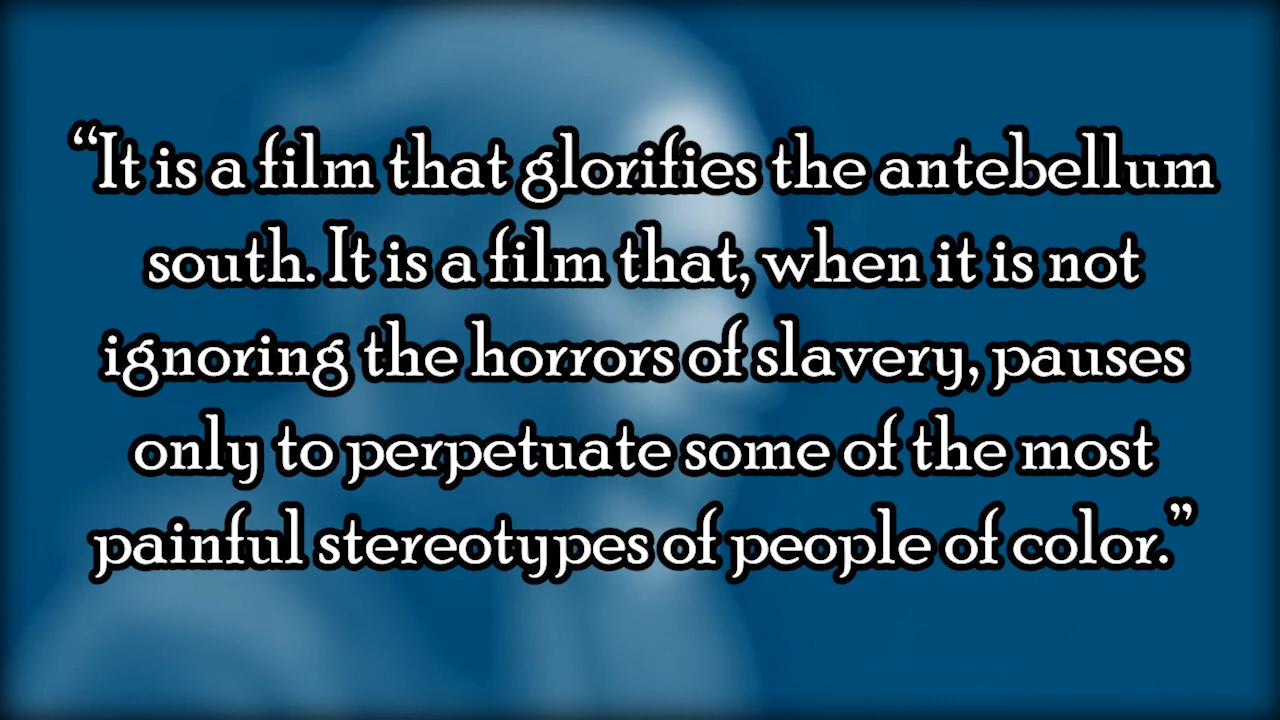 “It is a film that glorifies the antebellum
south. It is a film that, when it is not
ignoring the horrors of slavery, pauses
only to perpetuate some of the most
painful stereotypes of people of color.”